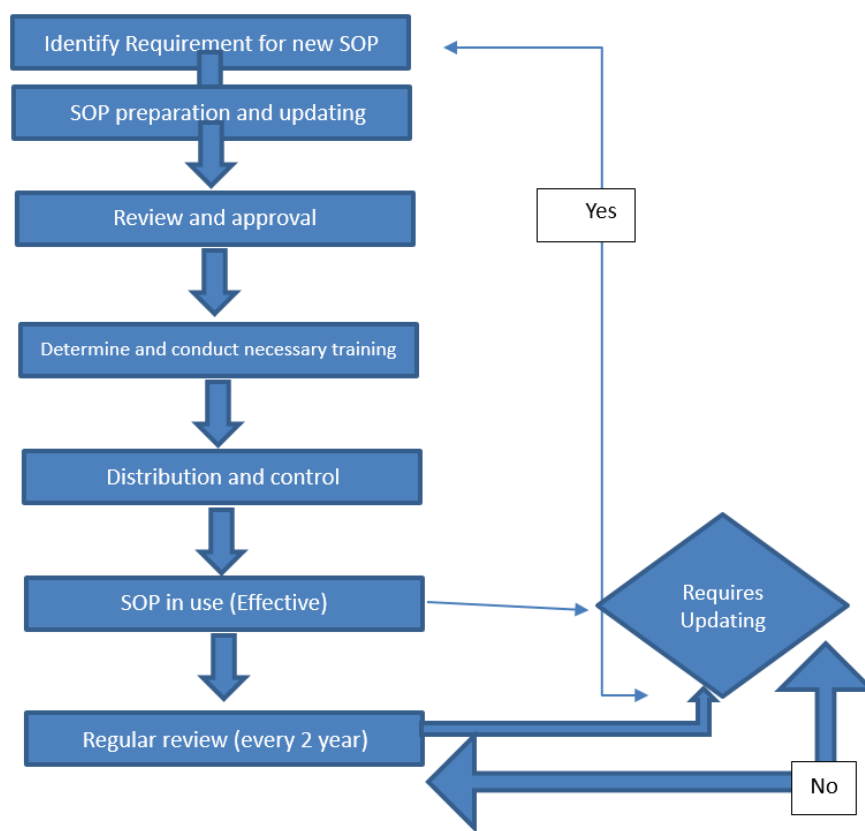 Identify Requirement for new SOP
SOP preparation and updating
Review and approval
Yes
Determine and conduct necessary training
Distribution and control
SOP in use (Effective)
Requires
Updating
Regular review (every 2 year)
No